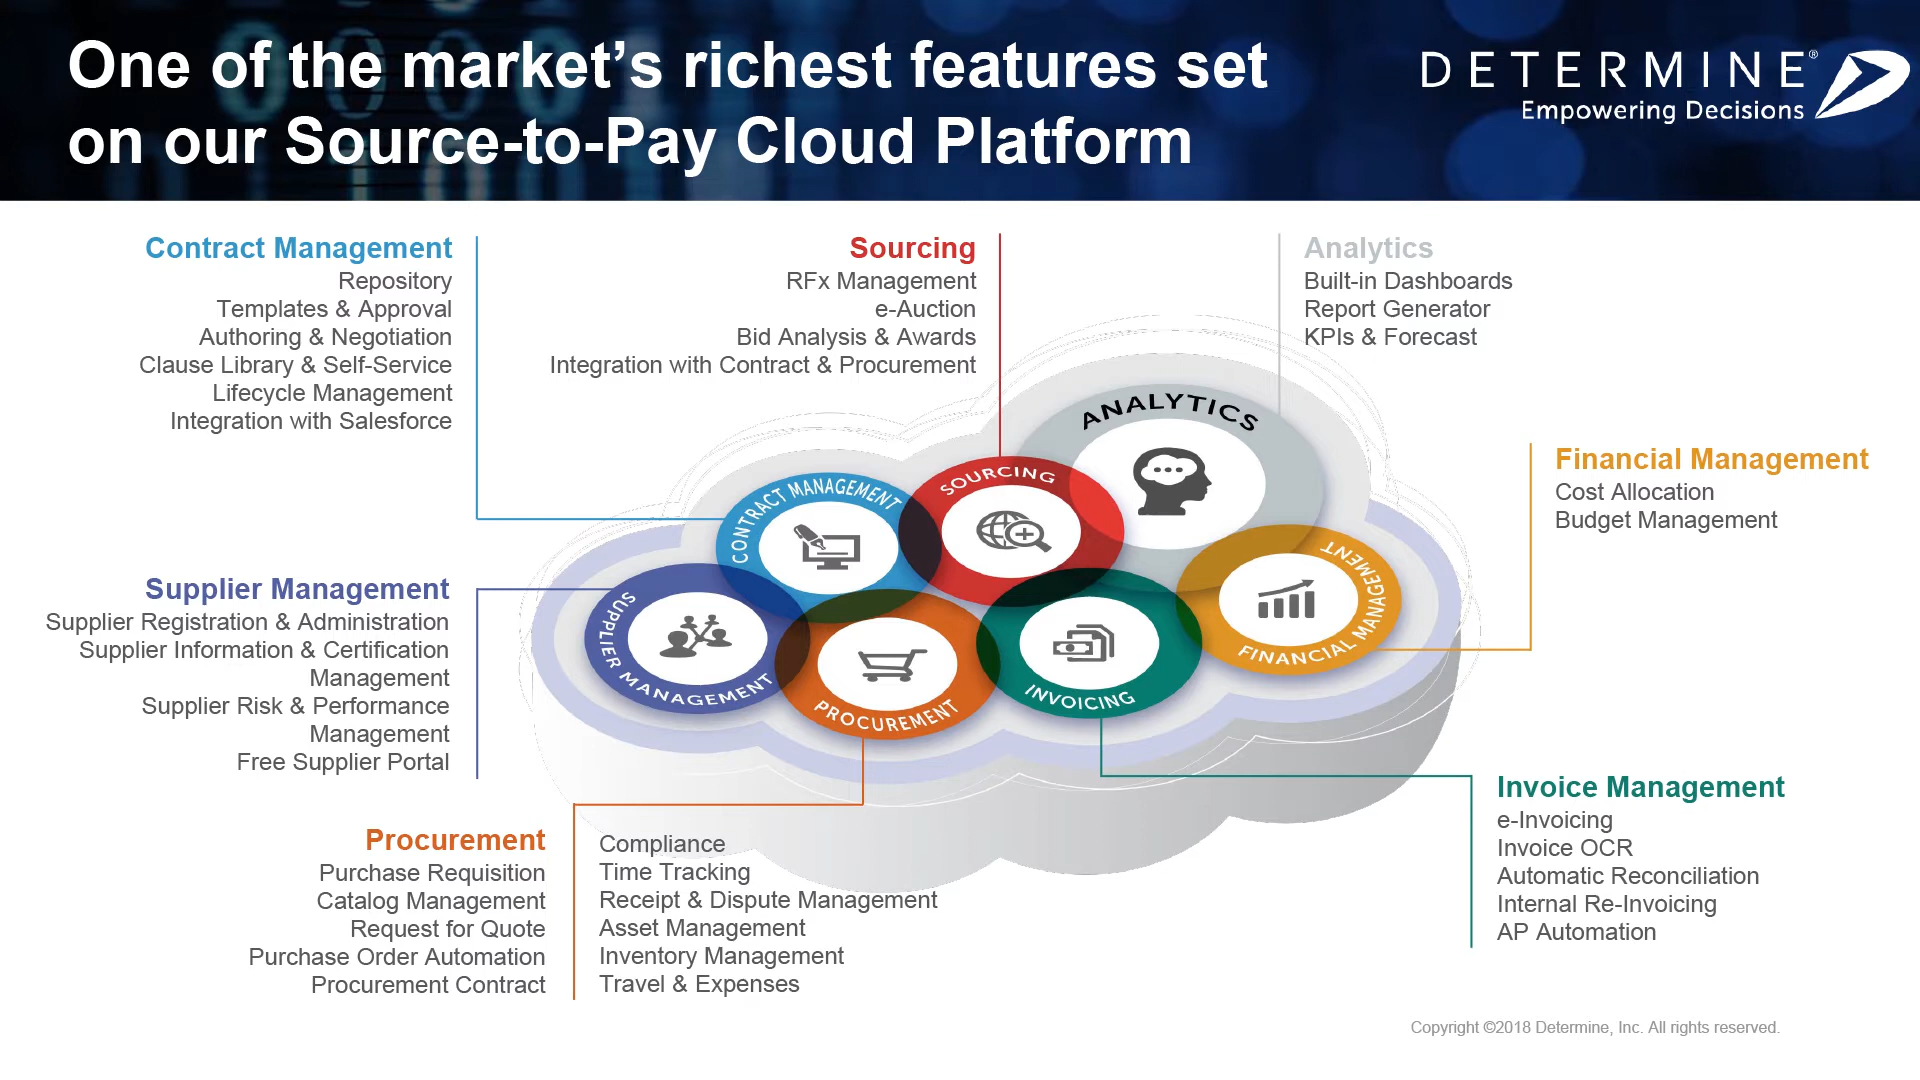 One of the market’s richest features set
on our Source-to-Pay Cloud Platform
DETERMINE®
Empowering Decisions
Contract Management
Repository
Templates & Approval
Authoring & Negotiation
Clause Library & Self-Service
Lifecycle Management
Integration with Salesforce
Sourcing
RFx Management
e-Auction
Bid Analysis & Awards
Integration with Contract & Procurement
Analytics
Built-in Dashboards
Report Generator
KPIs & Forecast
Financial Management
Cost Allocation
Budget Management
Supplier Management
Supplier Registration & Administration
Supplier Information & Certification
Management
Supplier Risk & Performance
Management
Free Supplier Portal
ANALYTICS
SOURCING
CONTRACT MANAGEMENT
FINANCIAL MANAGEMENT
SUPPLIER MANAGEMENT
PROCUREMENT
INVOICING
Procurement
Purchase Requisition
Catalog Management
Request for Quote
Purchase Order Automation
Procurement Contract
Compliance
Time Tracking
Receipt & Dispute Management
Asset Management
Inventory Management
Travel & Expenses
Invoice Management
e-Invoicing
Invoice OCR
Automatic Reconciliation
Internal Re-Invoicing
AP Automation
Copyright ©2018 Determine, Inc. All rights reserved.